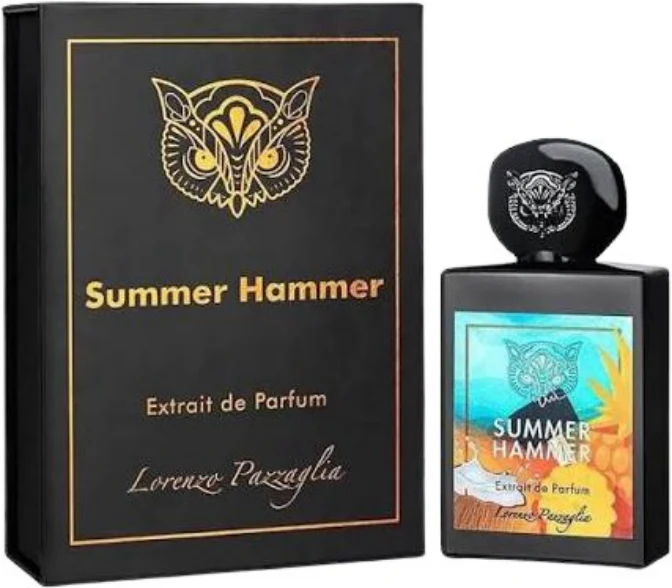 Summer Hammer
Extrait de Parfum
Lorenzo Pazzaglia
SUMMER
HAMMER
Extrait de Parfum
Lorenzo Pazzaglia